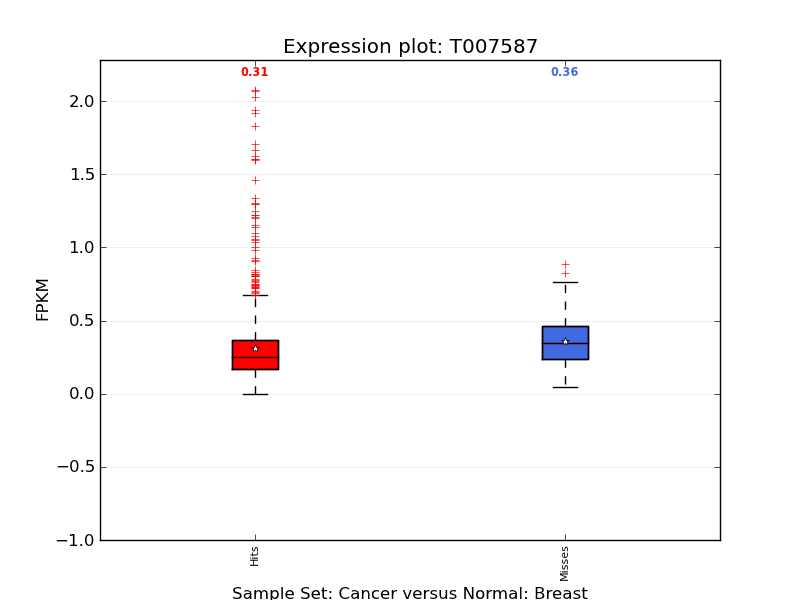 Expression plot: T007587
0.31
0.36
2.0
1.5
1.0
0.5
0.0
−0.5
−1.0
FPKM
Hits
Misses
Sample Set: Cancer versus Normal: Breast